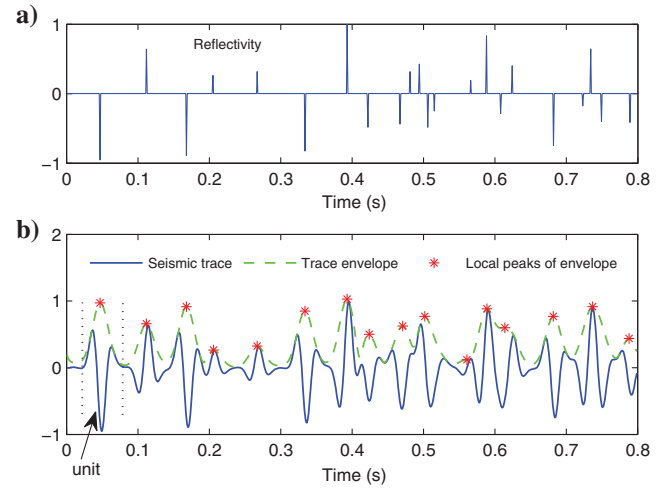 a)
1
Reflectivity
0
−1
0 0.1 0.2 0.3 0.4 0.5 0.6 0.7 0.8
Time (s)
b)
2
Seismic trace Trace envelope Local peaks of envelope
1
0
−1
0 0.1 0.2 0.3 0.4 0.5 0.6 0.7 0.8
unit
Time (s)